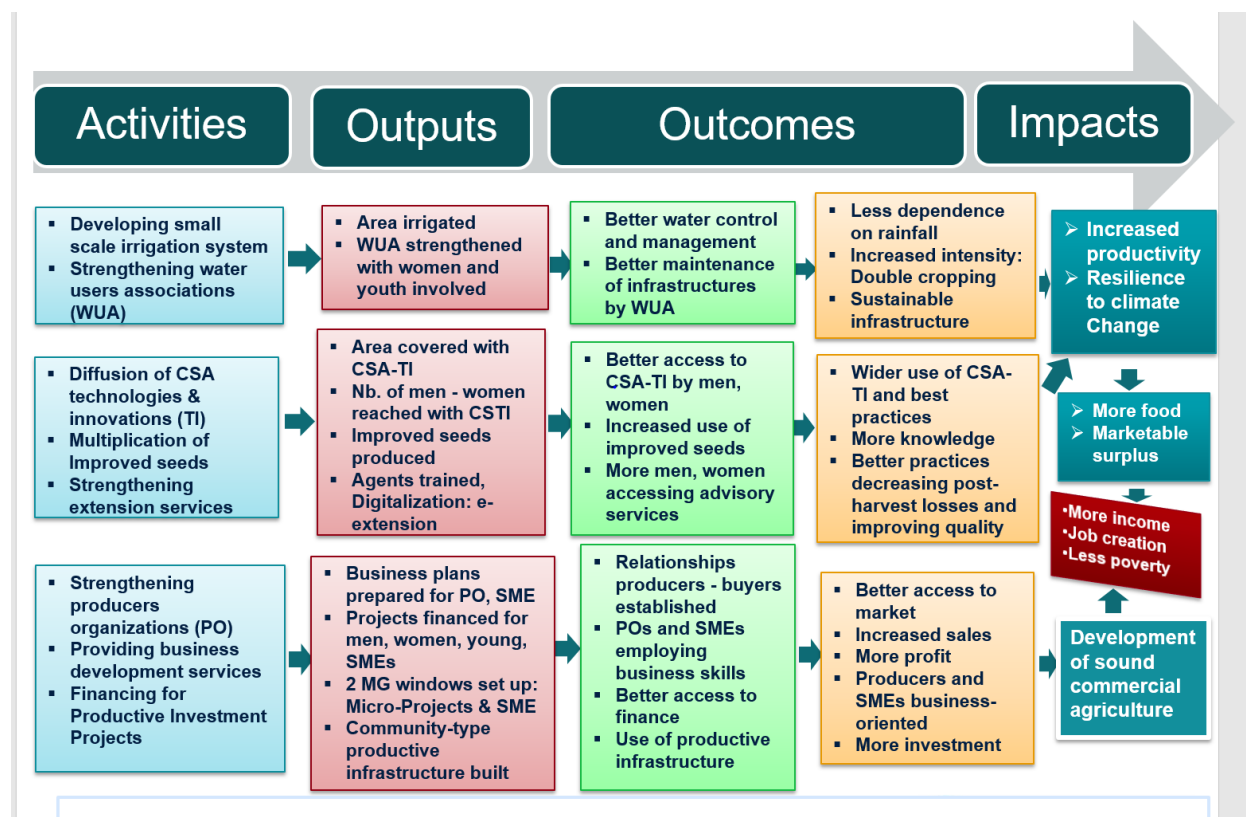 Activities
Outputs
Outcomes
Impacts
▪ Developing small
scale irrigation system
▪ Strengthening water
users associations
(WUA)
▪ Area irrigated
▪ WUA strengthened
with women and
youth involved
▪ Better water control
and management
▪ Better maintenance
of infrastructures
by WUA
▪ Less dependence
on rainfall
▪ Increased intensity:
Double cropping
▪ Sustainable
infrastructure
➢ Increased
productivity
➢ Resilience
to climate
Change
▪ Diffusion of CSA
technologies &
innovations (TI)
▪ Multiplication of
Improved seeds
▪ Strengthening
extension services
▪ Area covered with
CSA-TI
▪ Nb. of men - women
reached with CSTI
▪ Improved seeds
produced
▪ Agents trained,
Digitalization: e-
extension
▪ Better access to
CSA-TI by men,
women
▪ Increased use of
improved seeds
▪ More men, women
accessing advisory
services
▪ Wider use of CSA-
TI and best
practices
▪ More knowledge
▪ Better practices
decreasing post-
harvest losses and
improving quality
➢ More food
➢ Marketable
surplus
•More income
•Job creation
•Less poverty
▪ Strengthening
producers
organizations (PO)
▪ Providing business
development services
▪ Financing for
Productive Investment
Projects
▪ Business plans
prepared for PO, SME
▪ Projects financed for
men, women, young,
SMEs
▪ 2 MG windows set up:
Micro-Projects & SME
▪ Community-type
productive
infrastructure built
▪ Relationships
producers - buyers
established
▪ POs and SMEs
employing
business skills
▪ Better access to
finance
▪ Use of productive
infrastructure
▪ Better access to
market
▪ Increased sales
▪ More profit
▪ Producers and
SMEs business-
oriented
▪ More investment
Development
of sound
commercial
agriculture